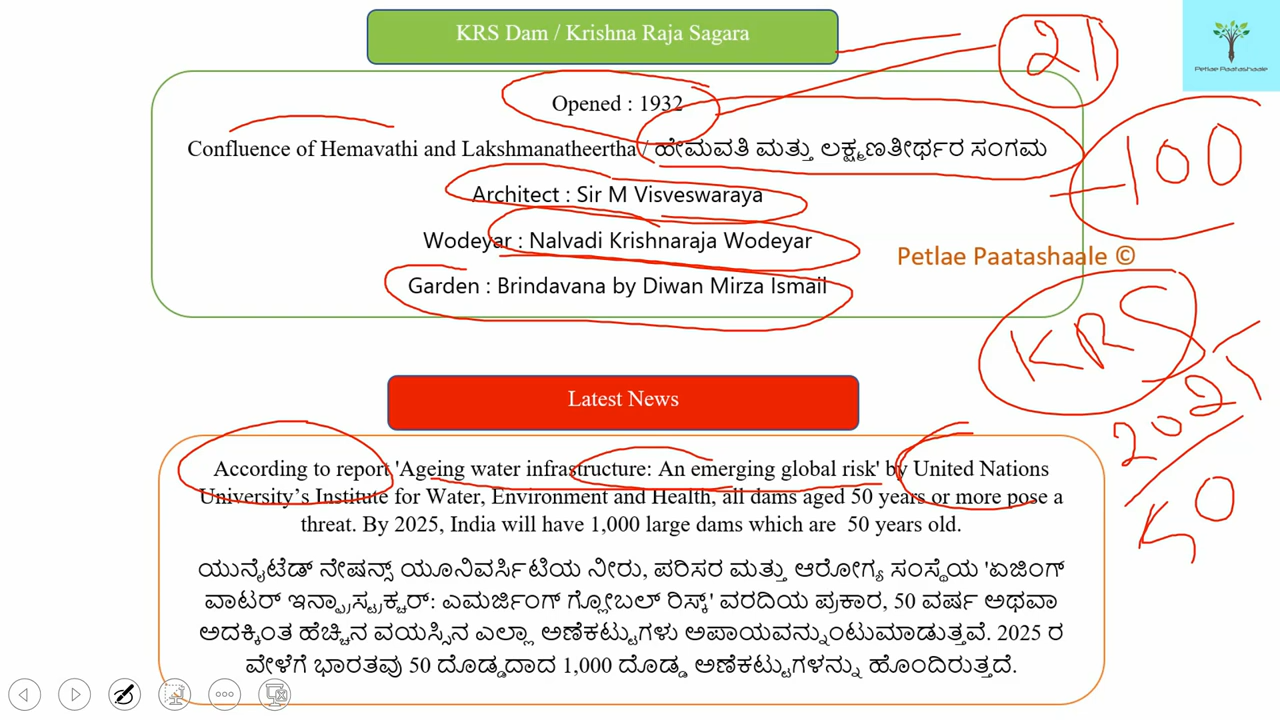 KRS Dam / Krishna Raja Sagara
21
Petlae Paatashaale
Opened : 1932
Confluence of Hemavathi and Lakshmanatheertha / ಹೇಮವತಿ ಮತ್ತು ಲಕ್ಷ್ಮಣತೀರ್ಥರ ಸಂಗಮ
100
Architect : Sir M Visveswaraya
Wodeyar : Nalvadi Krishnaraja Wodeyar
Petlae Paatashaale ©
Garden : Brindavana by Diwan Mirza Ismail
KRS
2021
50
Latest News
According to report 'Ageing water infrastructure: An emerging global risk' by United Nations
University's Institute for Water, Environment and Health, all dams aged 50 years or more pose a
threat. By 2025, India will have 1,000 large dams which are 50 years old.
ಯುನೈಟೆಡ್ ನೇಷನ್ಸ್ ಯೂನಿವರ್ಸಿಟಿಯ ನೀರು, ಪರಿಸರ ಮತ್ತು ಆರೋಗ್ಯ ಸಂಸ್ಥೆಯ 'ಏಜಿಂಗ್
ವಾಟರ್ ಇನ್ಫ್ರಾಸ್ಟ್ರಕ್ಚರ್: ಎಮರ್ಜಿಂಗ್ ಗ್ಲೋಬಲ್ ರಿಸ್ಕ್' ವರದಿಯ ಪ್ರಕಾರ, 50 ವರ್ಷ ಅಥವಾ
ಅದಕ್ಕಿಂತ ಹೆಚ್ಚಿನ ವಯಸ್ಸಿನ ಎಲ್ಲಾ ಅಣೆಕಟ್ಟುಗಳು ಅಪಾಯವನ್ನುಂಟುಮಾಡುತ್ತವೆ. 2025 ರ
ವೇಳೆಗೆ ಭಾರತವು 50 ದೊಡ್ಡದಾದ 1,000 ದೊಡ್ಡ ಅಣೆಕಟ್ಟುಗಳನ್ನು ಹೊಂದಿರುತ್ತದೆ.